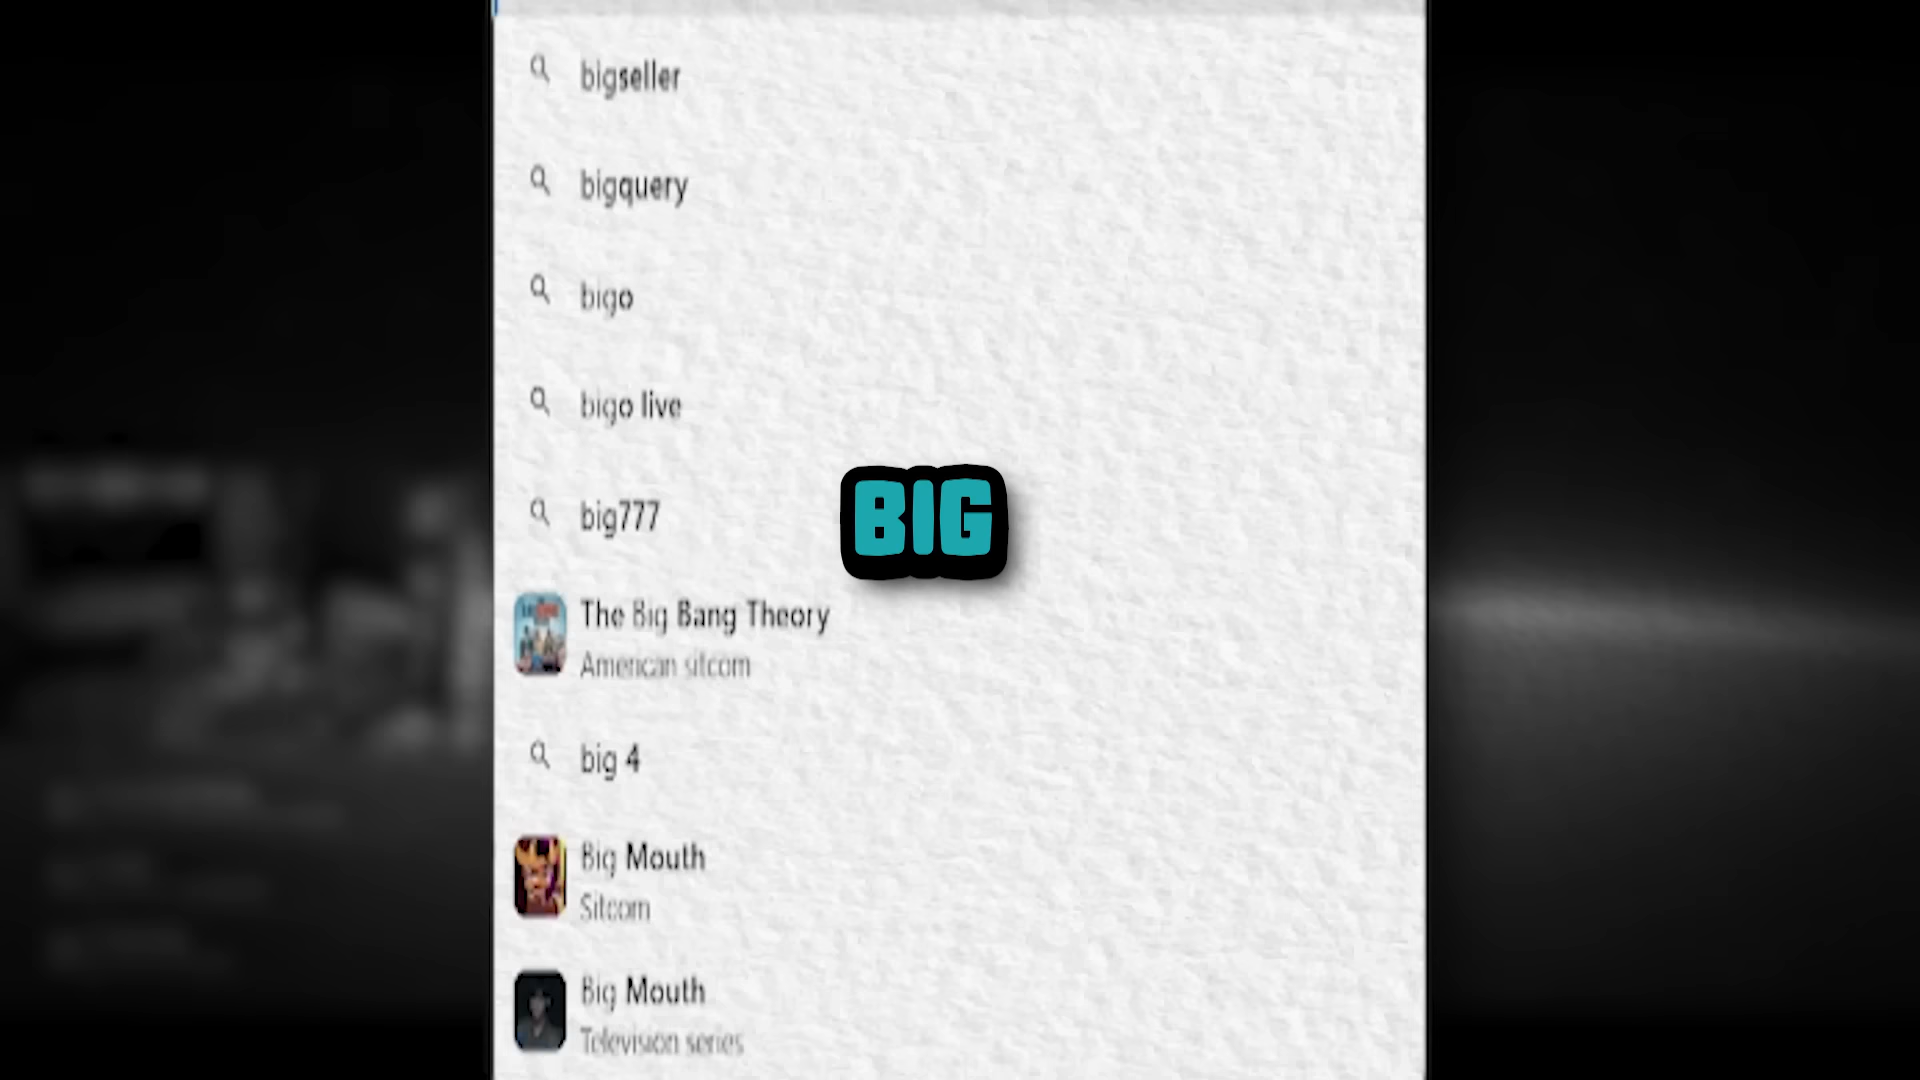 bigseller
bigquery
bigo
bigo live
big777
BIG
The Big Bang Theory
American sitcom
big 4
Big Mouth
Sitcom
Big Mouth
Television series